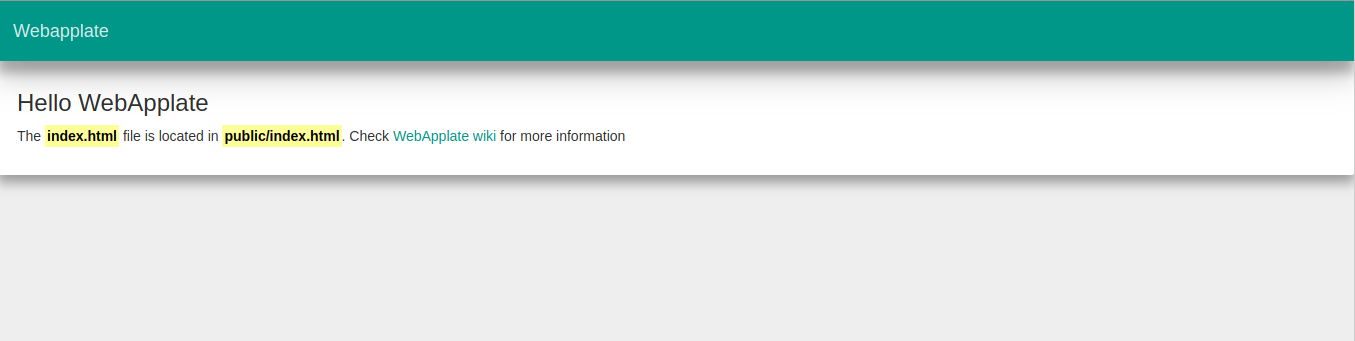 Webapplate
Hello WebApplate
The index.html file is located in public/index.html. Check WebApplate wiki for more information